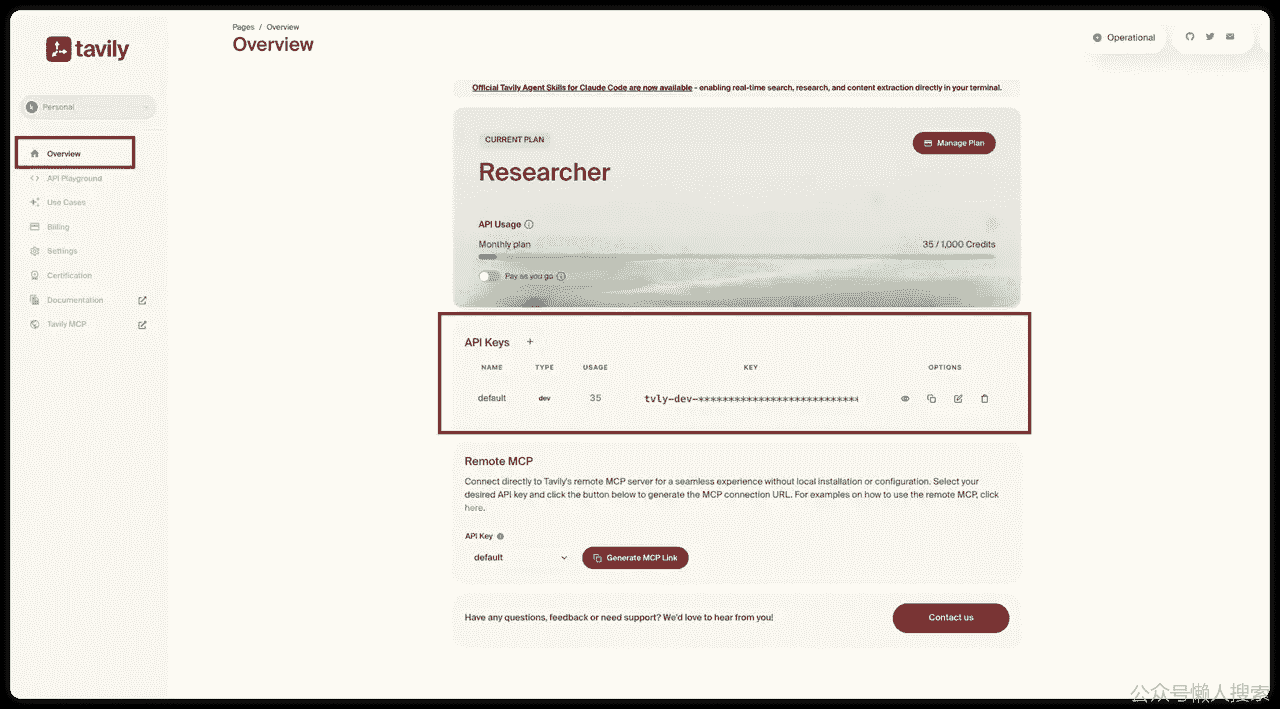 tavily
Pages / Overview
Overview
Operational
Personal
Overview
API Playground
Use Cases
Billing
Settings
Certification
Documentation
Tavily MCP
Official Tavily Agent Skills for Claude Code are now available - enabling real-time search, research, and content extraction directly in your terminal.
CURRENT PLAN
Manage Plan
Researcher
API Usage
Monthly plan
35 / 1,000 Credits
Pay as you go
API Keys +
NAME TYPE USAGE KEY OPTIONS
default dev 35 tvly-dev-***************************
Remote MCP
Connect directly to Tavily's remote MCP server for a seamless experience without local installation or configuration. Select your
desired API key and click the button below to generate the MCP connection URL. For examples on how to use the remote MCP, click
here.
API Key
default
Generate MCP Link
Have any questions, feedback or need support? We'd love to hear from you!
Contact us
公众号懒人搜索